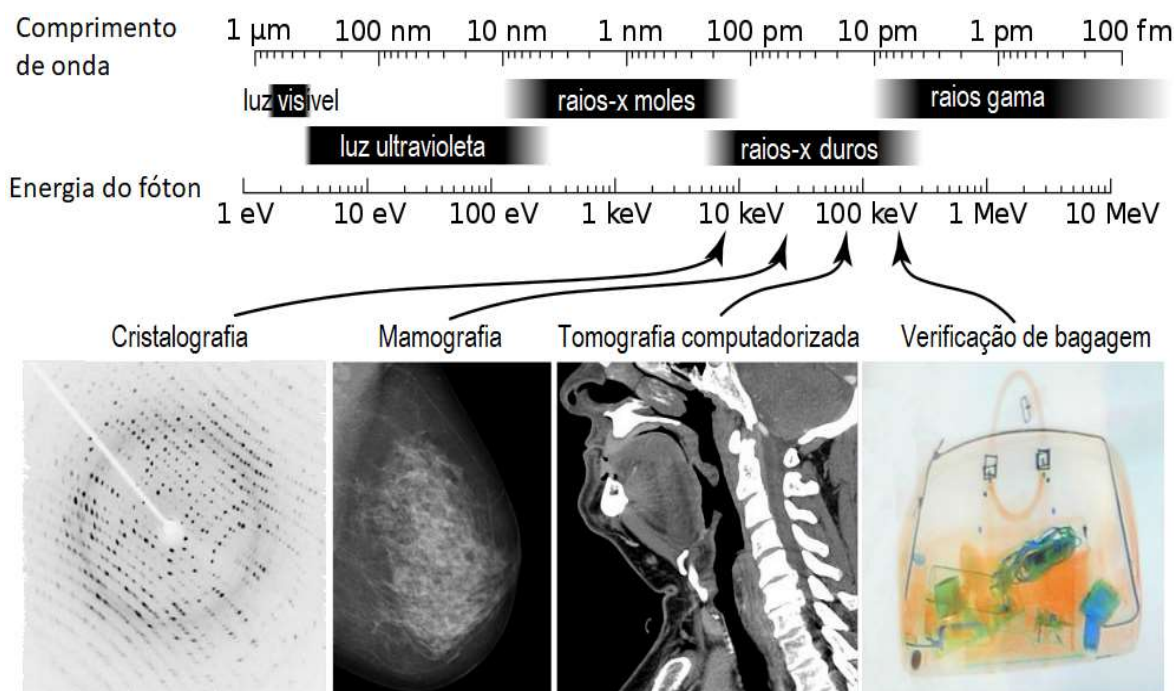 Comprimento de onda
1 µm 100 nm 10 nm 1 nm 100 pm 10 pm 1 pm 100 fm
luz visível raios-x moles raios gama
luz ultravioleta raios-x duros
Energia do fóton
1 eV 10 eV 100 eV 1 keV 10 keV 100 keV 1 MeV 10 MeV
Cristalografia Mamografia Tomografia computadorizada Verificação de bagagem